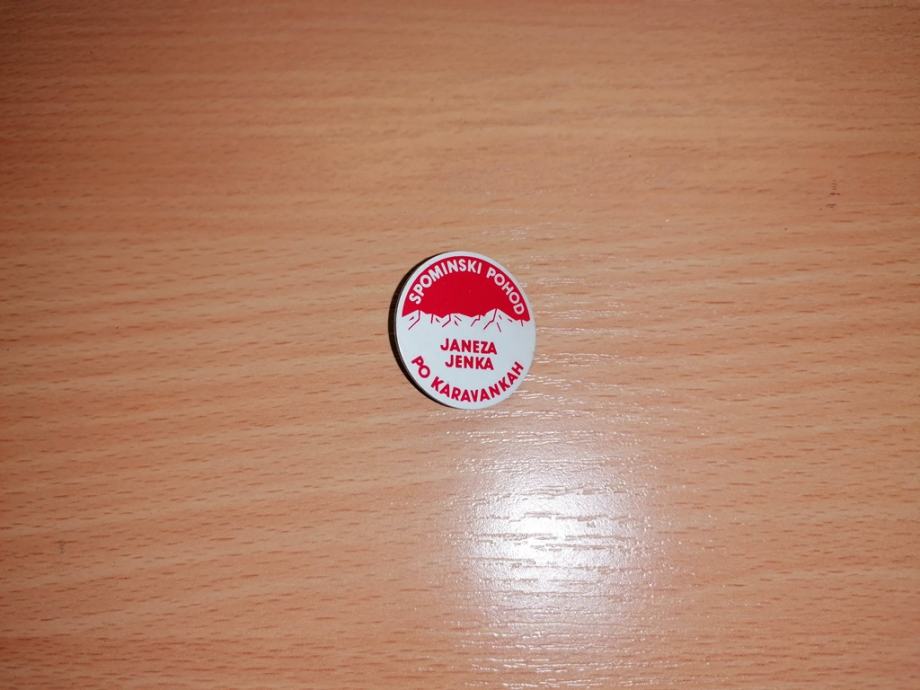 SPOMINSKI POHOD
JANEZA
JENKA
PO KARAVANKAH